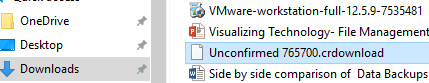 OneDrive
Desktop
Downloads
VMware-workstation-full-12.5.9-7535481
Visualizing Technology- File Management
Unconfirmed 765700.crdownload
Side by side comparison of Data Backups